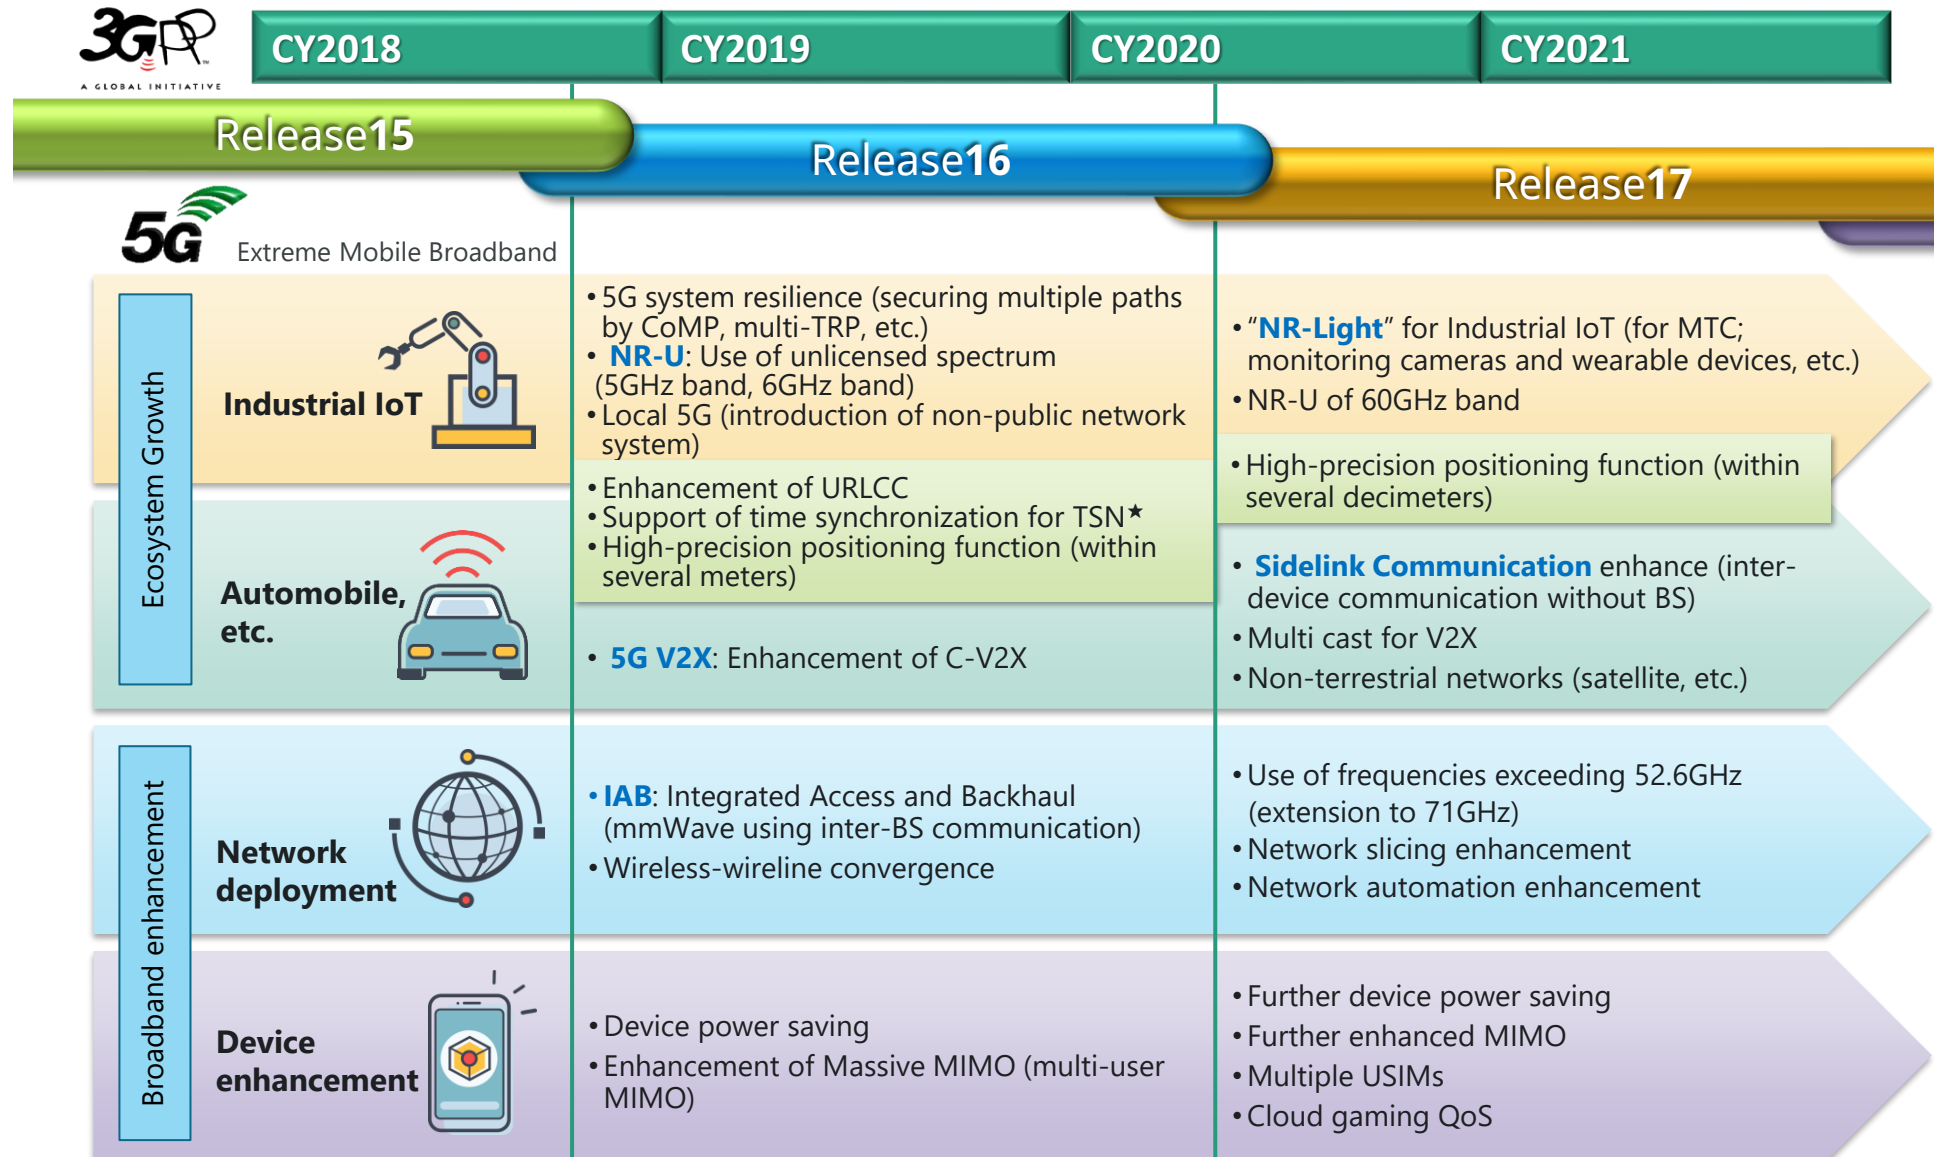 3GPP™
A GLOBAL INITIATIVE
CY2018
CY2019
CY2020
CY2021
Release15
Release16
Release17
5G
Extreme Mobile Broadband
Ecosystem Growth
Industrial IoT
• 5G system resilience (securing multiple paths
by CoMP, multi-TRP, etc.)
• NR-U: Use of unlicensed spectrum
(5GHz band, 6GHz band)
• Local 5G (introduction of non-public network
system)
• "NR-Light" for Industrial IoT (for MTC;
monitoring cameras and wearable devices, etc.)
• NR-U of 60GHz band
• Enhancement of URLCC
• Support of time synchronization for TSN★
• High-precision positioning function (within
several meters)
• High-precision positioning function (within
several decimeters)
Automobile,
etc.
• 5G V2X: Enhancement of C-V2X
• Sidelink Communication enhance (inter-
device communication without BS)
• Multi cast for V2X
• Non-terrestrial networks (satellite, etc.)
Broadband enhancement
Network
deployment
• IAB: Integrated Access and Backhaul
(mmWave using inter-BS communication)
• Wireless-wireline convergence
• Use of frequencies exceeding 52.6GHz
(extension to 71GHz)
• Network slicing enhancement
• Network automation enhancement
Device
enhancement
• Device power saving
• Enhancement of Massive MIMO (multi-user
MIMO)
• Further device power saving
• Further enhanced MIMO
• Multiple USIMs
• Cloud gaming QoS